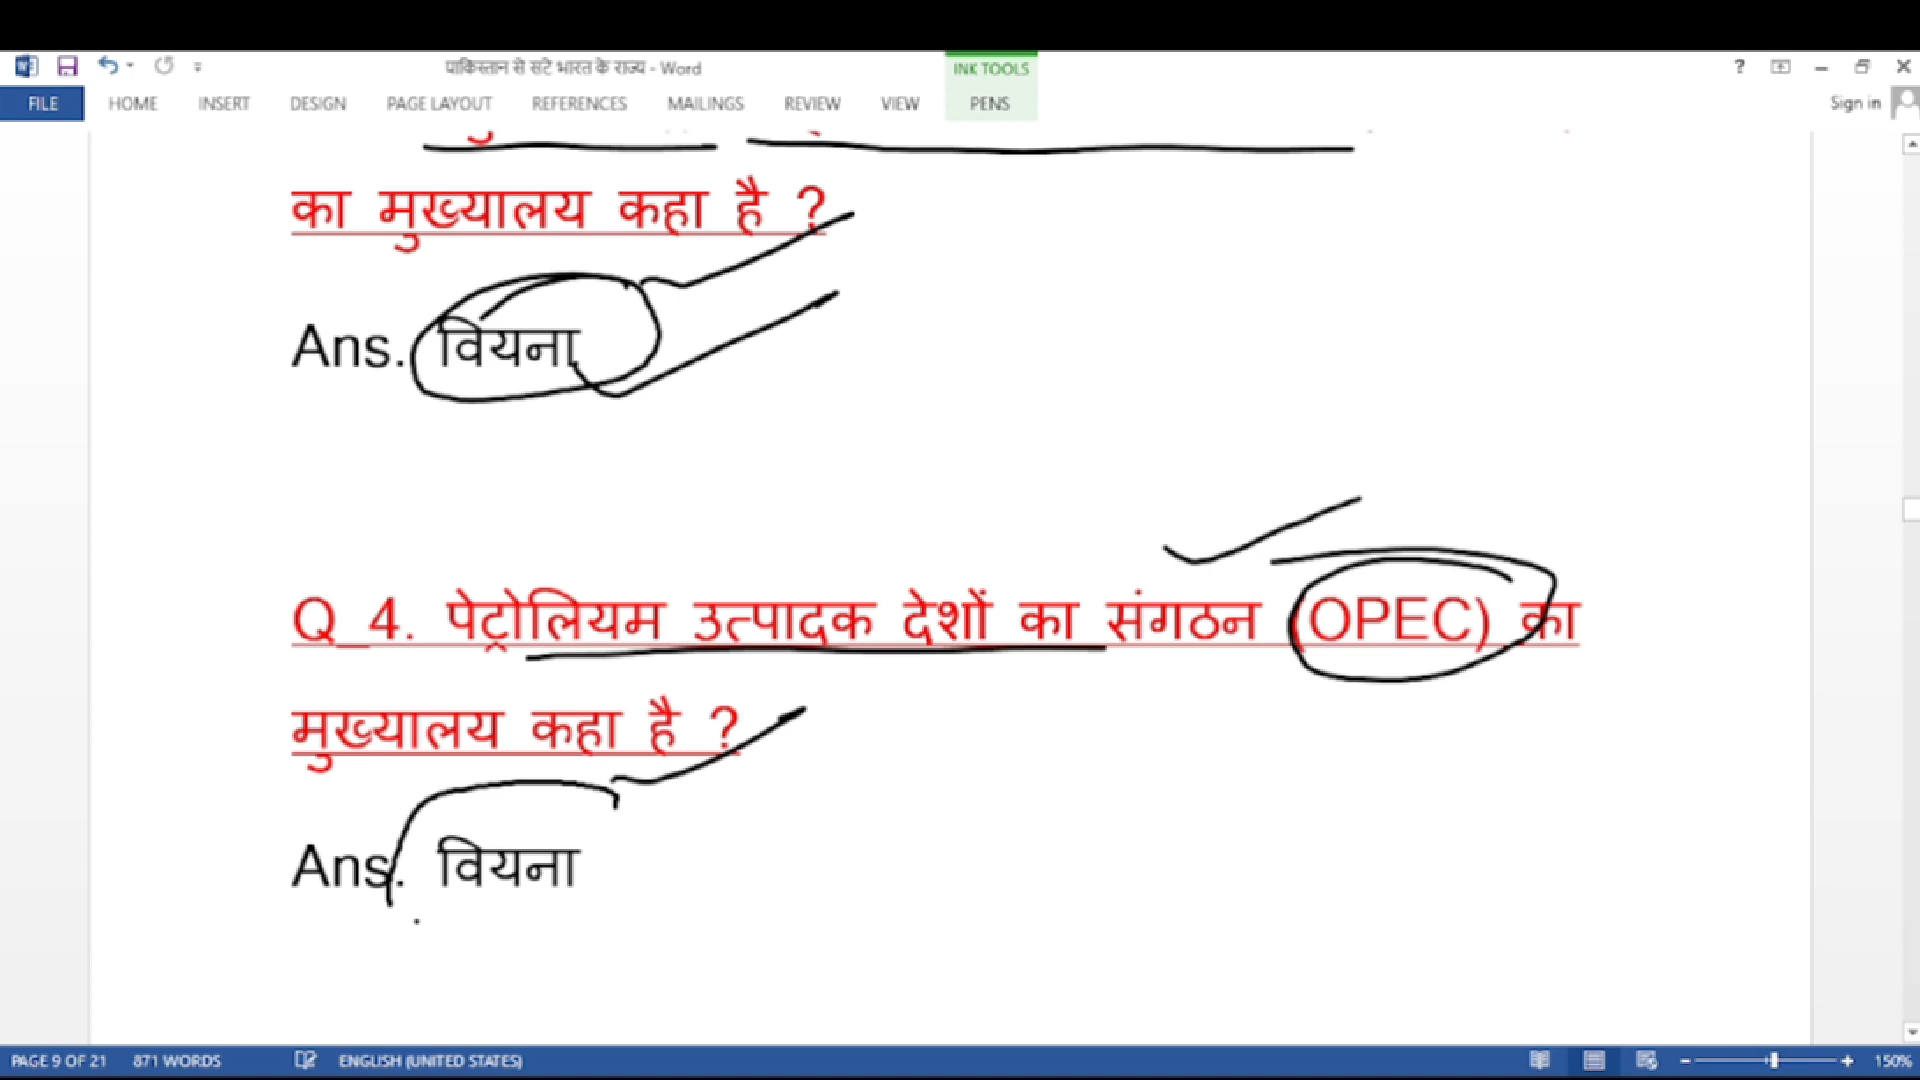 पाकिस्तान से सटे भारत के राज्य - Word
INK TOOLS
?
FILE HOME INSERT DESIGN PAGE LAYOUT REFERENCES MAILINGS REVIEW VIEW PENS
Sign in
का मुख्यालय कहा है ?
Ans. वियना
Q_4. पेट्रोलियम उत्पादक देशों का संगठन (OPEC) का
मुख्यालय कहा है ?
Ans. वियना
PAGE 9 OF 21 871 WORDS ENGLISH (UNITED STATES)
150%